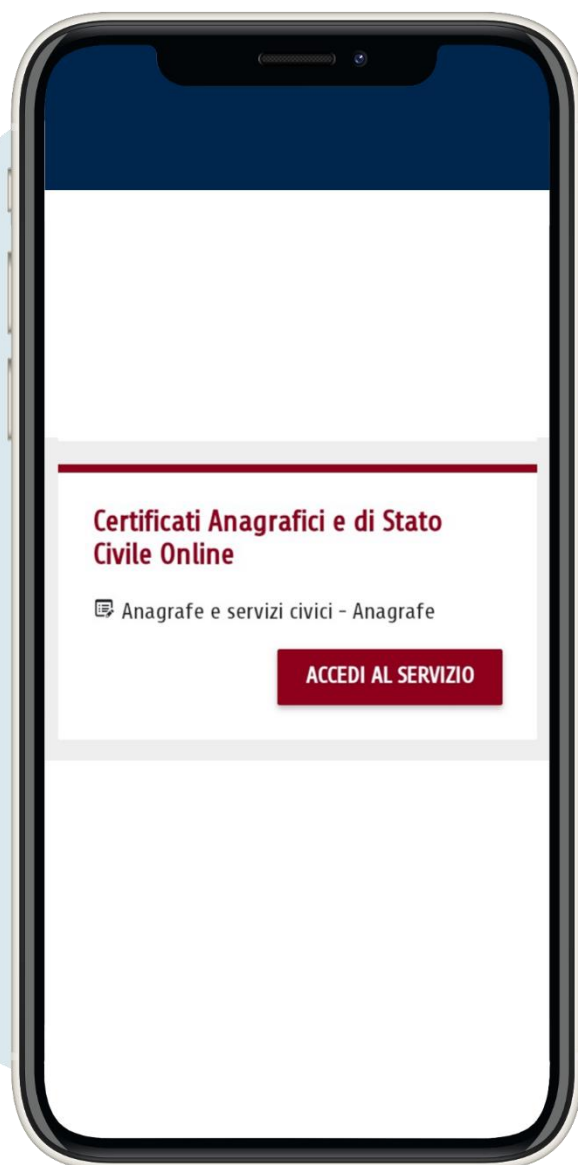 Certificati Anagrafici e di Stato
Civile Online
Anagrafe e servizi civici - Anagrafe
ACCEDI AL SERVIZIO